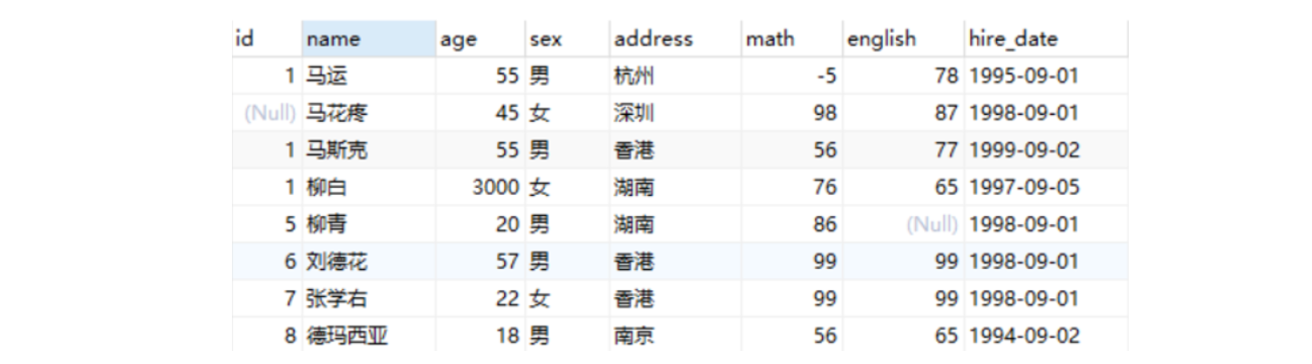 id name age sex address math english hire_date
1 马运 55 男 杭州 -5 78 1995-09-01
(Null) 马花疼 45 女 深圳 98 87 1998-09-01
1 马斯克 55 男 香港 56 77 1999-09-02
1 柳白 3000 女 湖南 76 65 1997-09-05
5 柳青 20 男 湖南 86 (Null) 1998-09-01
6 刘德花 57 男 香港 99 99 1998-09-01
7 张学右 22 女 香港 99 99 1998-09-01
8 德玛西亚 18 男 南京 56 65 1994-09-02